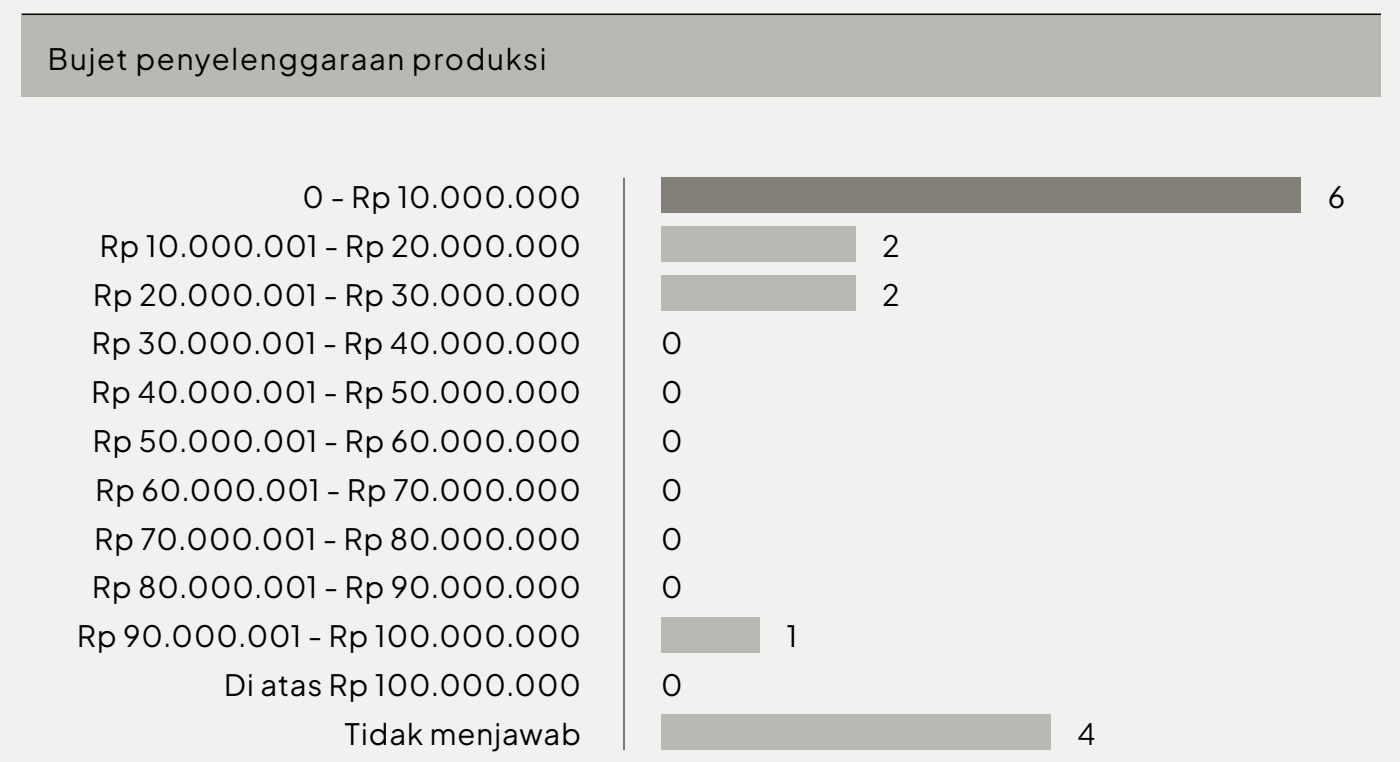 Bujet penyelenggaraan produksi
0 - Rp 10.000.000 6
Rp 10.000.001 - Rp 20.000.000 2
Rp 20.000.001 - Rp 30.000.000 2
Rp 30.000.001 - Rp 40.000.000 0
Rp 40.000.001 - Rp 50.000.000 0
Rp 50.000.001 - Rp 60.000.000 0
Rp 60.000.001 - Rp 70.000.000 0
Rp 70.000.001 - Rp 80.000.000 0
Rp 80.000.001 - Rp 90.000.000 0
Rp 90.000.001 - Rp 100.000.000 1
Di atas Rp 100.000.000 0
Tidak menjawab 4